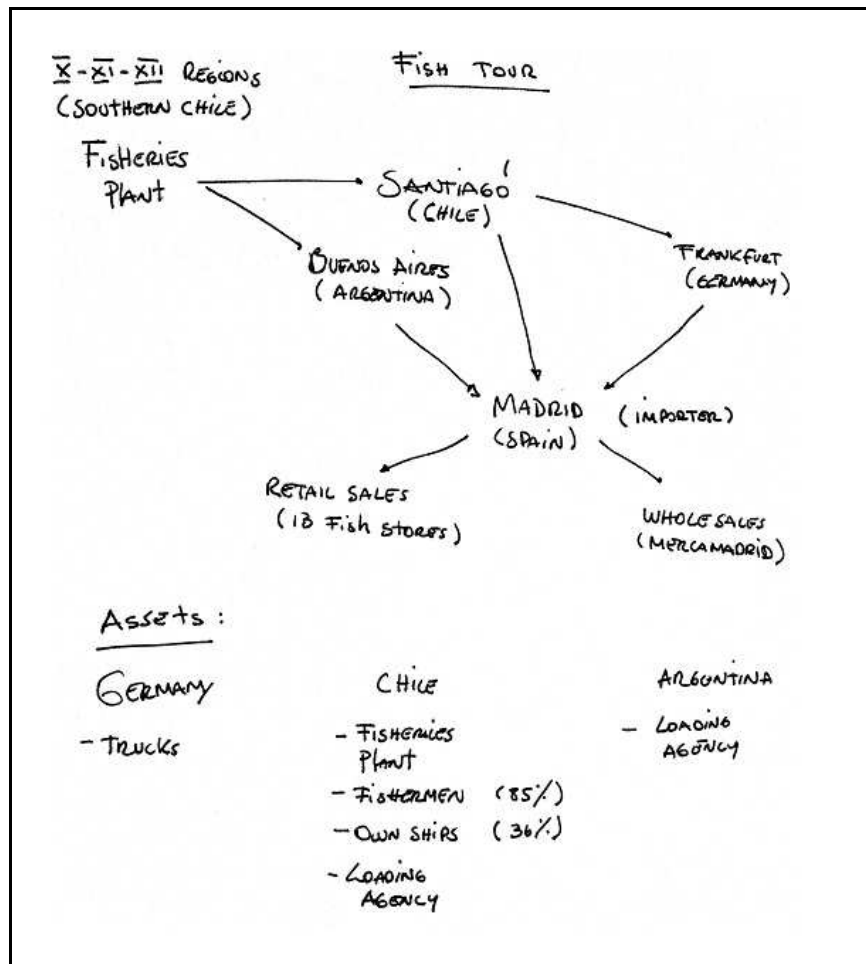 X-XI-XII REGIONS
(SOUTHERN CHILE)
FISH TOUR
FISHERIES
PLANT
SANTIAGO
(CHILE)
BUENOS AIRES
(ARGENTINA)
FRANKFURT
(GERMANY)
MADRID (IMPORTER)
(SPAIN)
RETAIL SALES
(13 FISH STORES)
WHOLESALES
(MERCAMADRID)
ASSETS:
GERMANY
- TRUCKS
CHILE
- FISHERIES
PLANT
- FISHERMEN (85%)
- OWN SHIPS (36%)
- LOADING
AGENCY
ARGENTINA
- LOADING
AGENCY